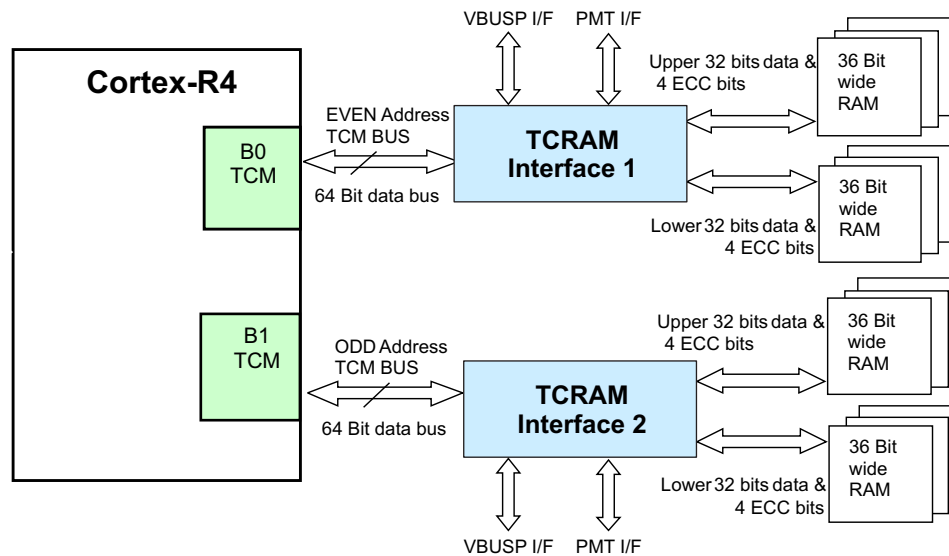 VBUSP I/F
PMT I/F
Cortex-R4
B0
TCM
EVEN Address
TCM BUS
64 Bit data bus
TCRAM
Interface 1
Upper 32 bits data &
4 ECC bits
36 Bit
wide
RAM
Lower 32 bits data &
4 ECC bits
36 Bit
wide
RAM
B1
TCM
ODD Address
TCM BUS
64 Bit data bus
TCRAM
Interface 2
Upper 32 bits data &
4 ECC bits
36 Bit
wide
RAM
Lower 32 bits data &
4 ECC bits
36 Bit
wide
RAM
VBUSP I/F
PMT I/F